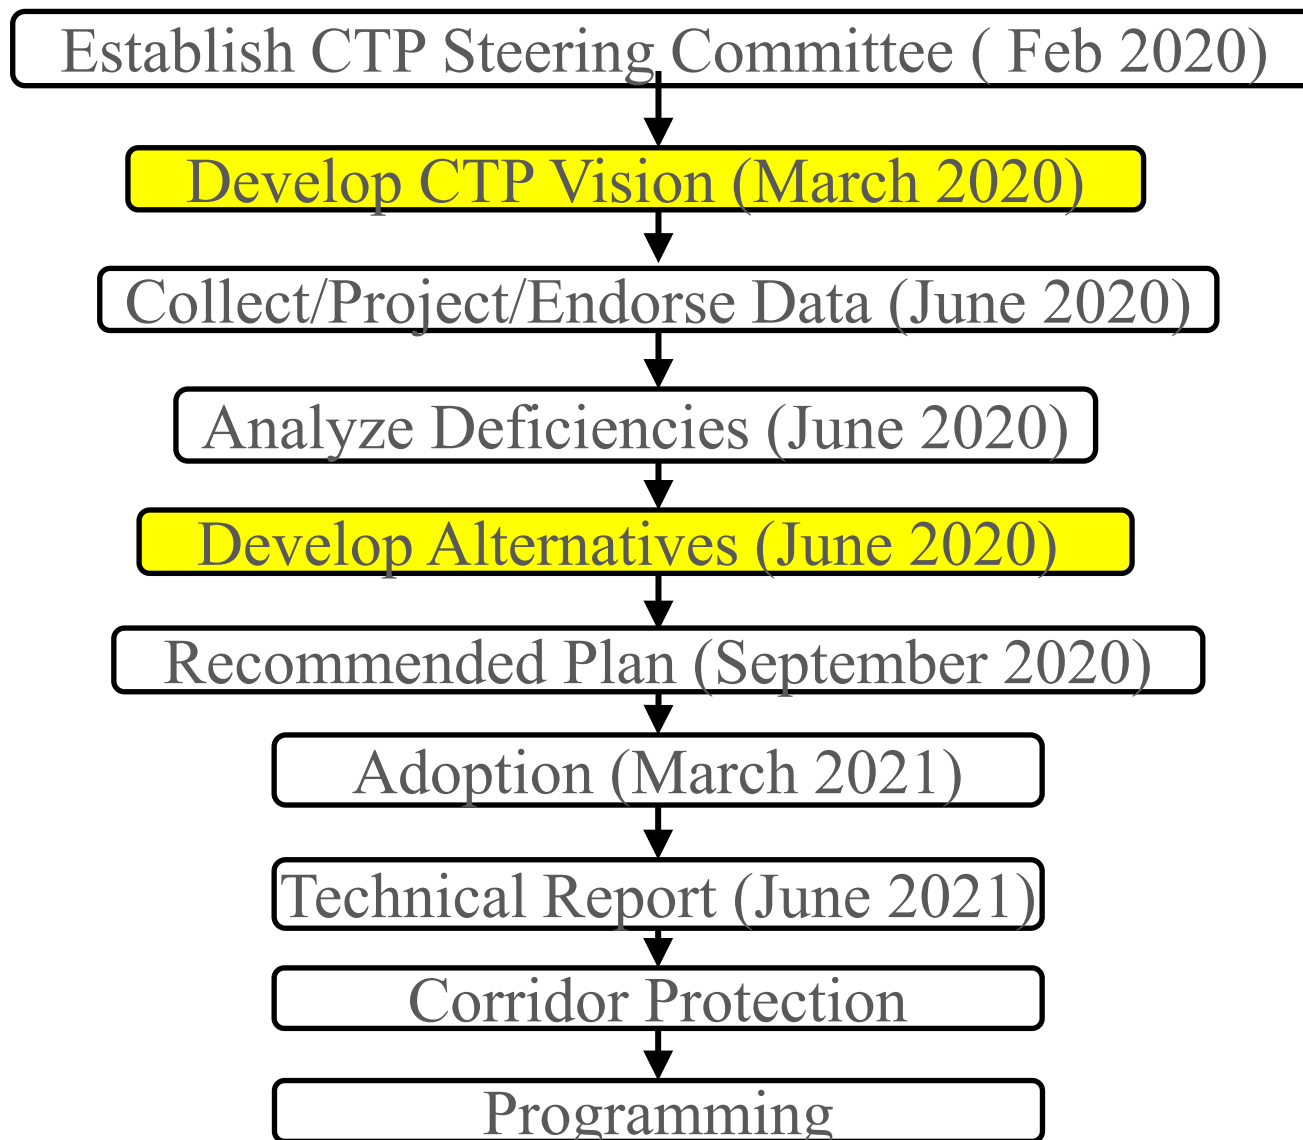 Establish CTP Steering Committee ( Feb 2020)
Develop CTP Vision (March 2020)
Collect/Project/Endorse Data (June 2020)
Analyze Deficiencies (June 2020)
Develop Alternatives (June 2020)
Recommended Plan (September 2020)
Adoption (March 2021)
Technical Report (June 2021)
Corridor Protection
Programming